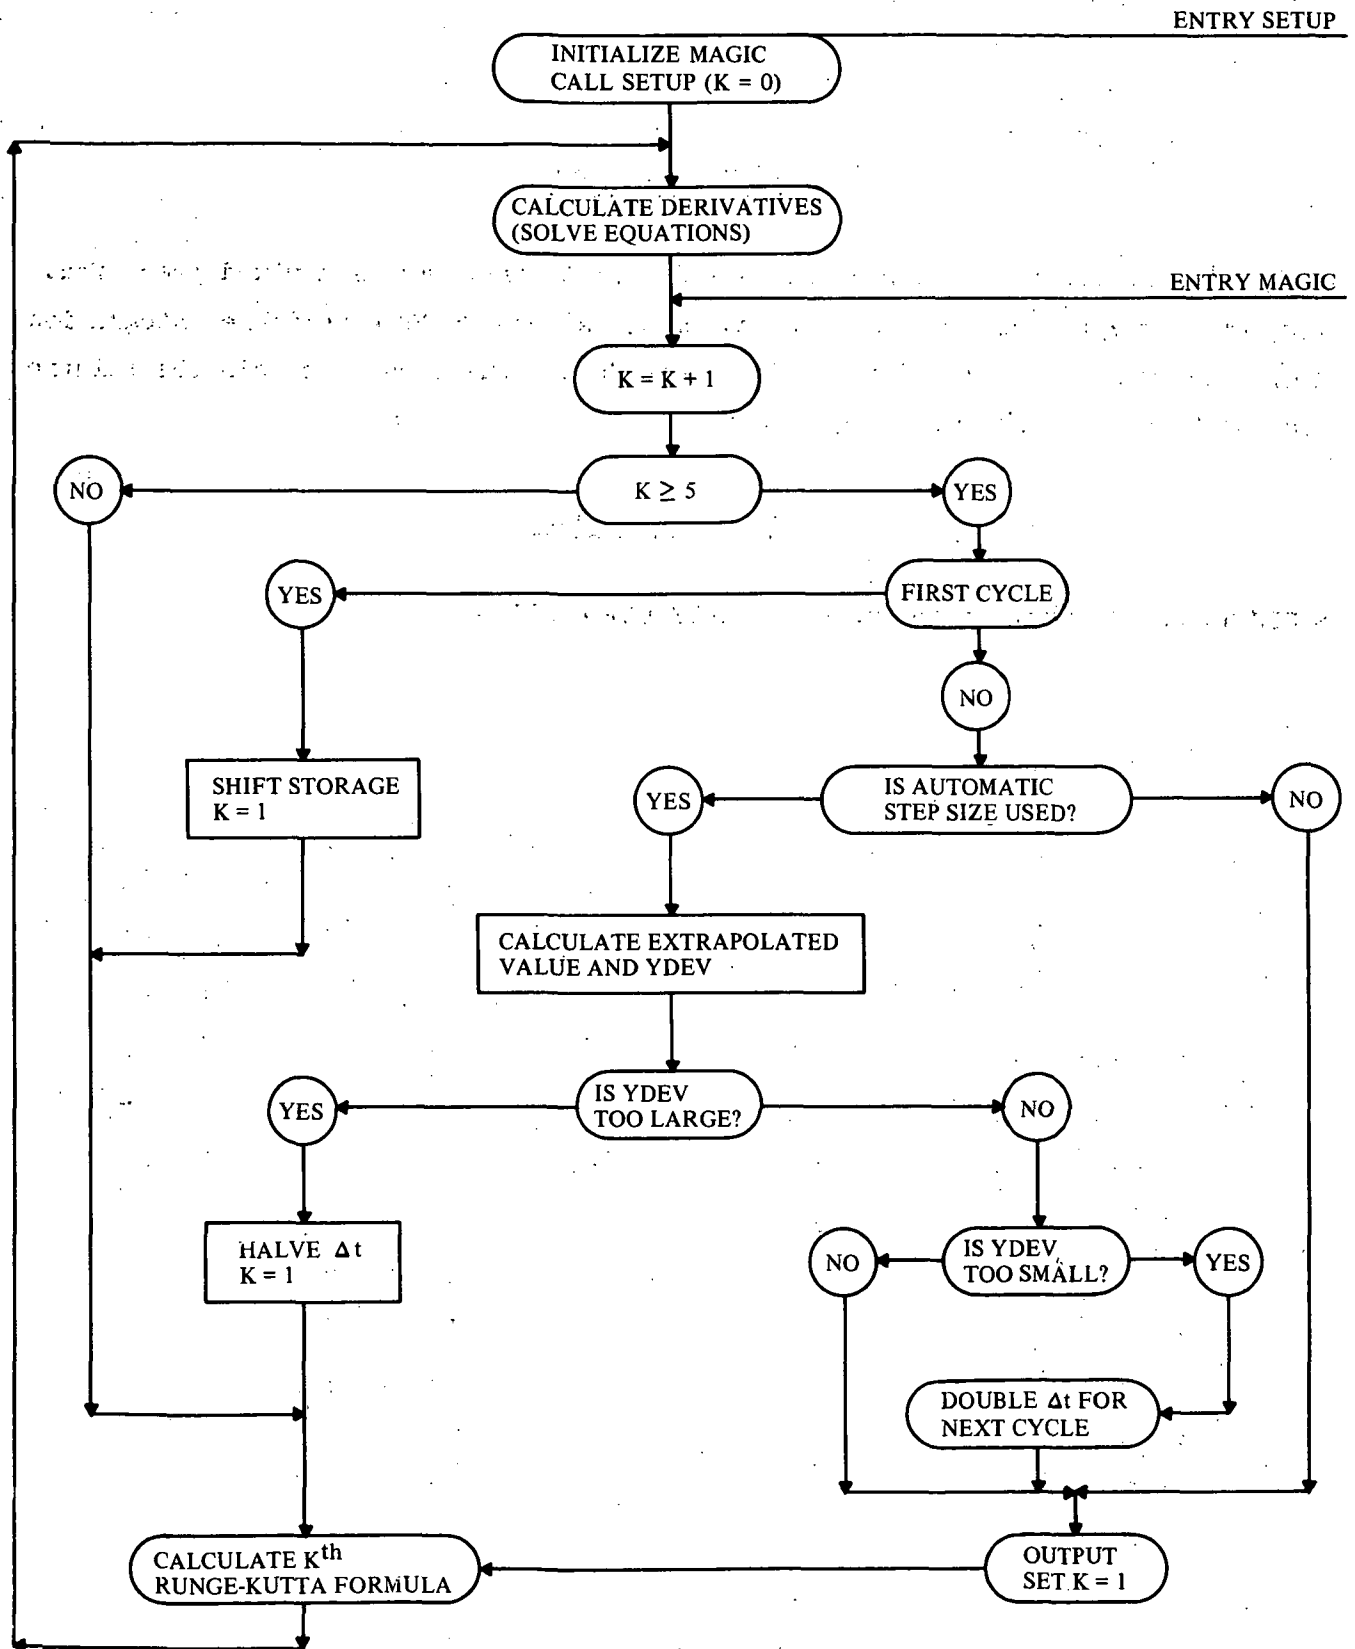 ENTRY SETUP
INITIALIZE MAGIC
CALL SETUP (K = 0)
CALCULATE DERIVATIVES
(SOLVE EQUATIONS)
ENTRY MAGIC
K = K + 1
NO
K ≥ 5
YES
YES
FIRST CYCLE
NO
SHIFT STORAGE
K = 1
YES
IS AUTOMATIC
STEP SIZE USED?
NO
CALCULATE EXTRAPOLATED
VALUE AND YDEV
YES
IS YDEV
TOO LARGE?
NO
HALVE Δt
K = 1
NO
IS YDEV
TOO SMALL?
YES
DOUBLE Δt FOR
NEXT CYCLE
CALCULATE Kth
RUNGE-KUTTA FORMULA
OUTPUT
SET K = 1